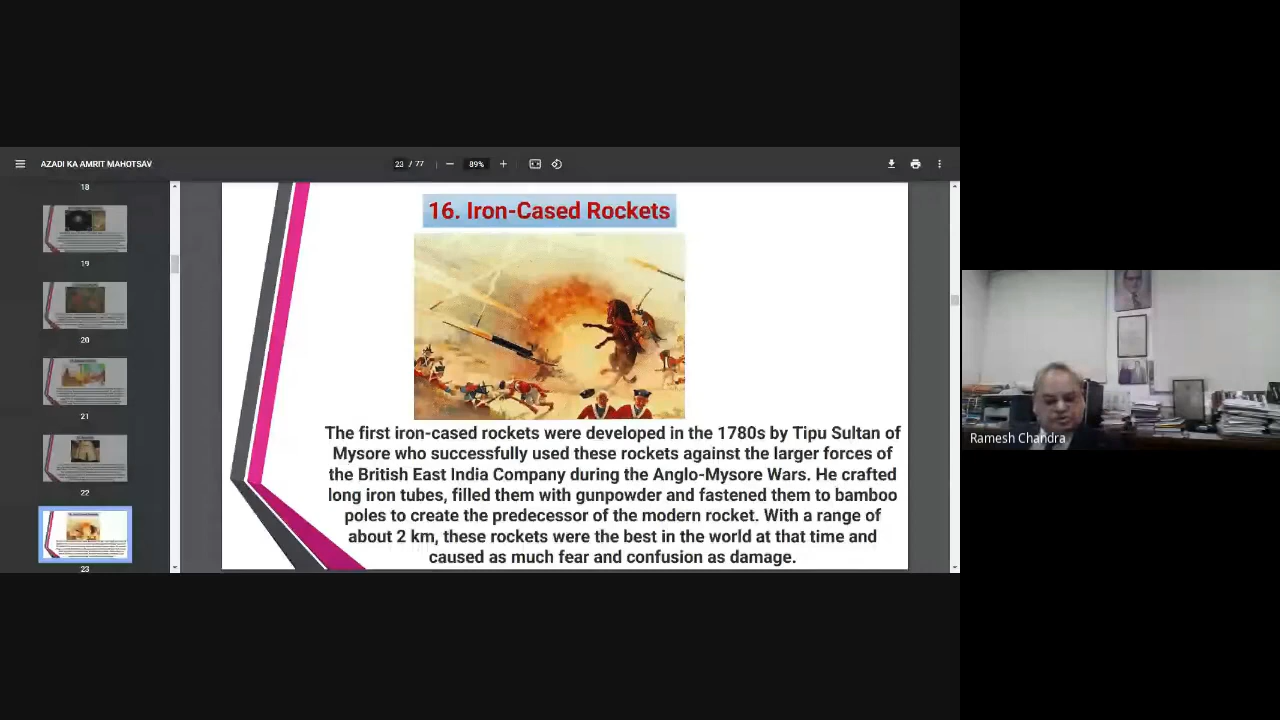 AZADI KA AMRIT MAHOTSAV
23 / 77
89%
18
19
20
21
22
23
16. Iron-Cased Rockets
The first iron-cased rockets were developed in the 1780s by Tipu Sultan of
Mysore who successfully used these rockets against the larger forces of
the British East India Company during the Anglo-Mysore Wars. He crafted
long iron tubes, filled them with gunpowder and fastened them to bamboo
poles to create the predecessor of the modern rocket. With a range of
about 2 km, these rockets were the best in the world at that time and
caused as much fear and confusion as damage.
Ramesh Chandra